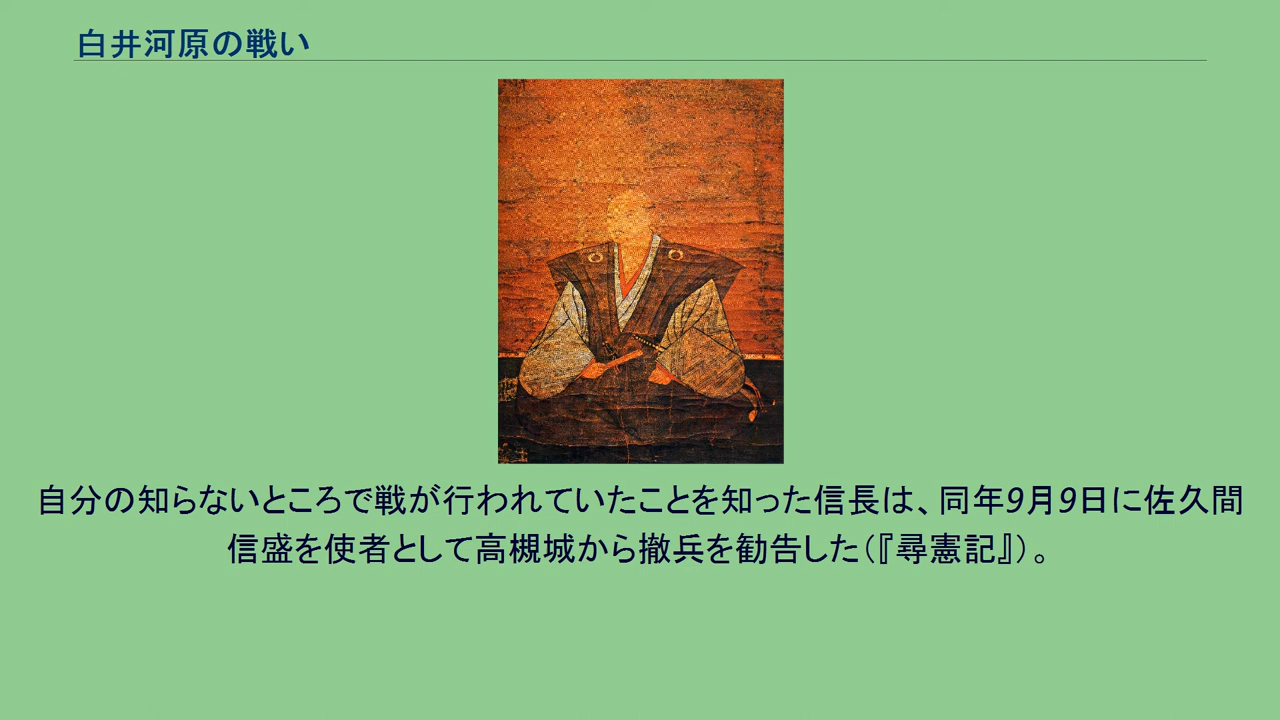 白井河原の戦い
自分の知らないところで戦が行われていたことを知った信長は、同年9月9日に佐久間
信盛を使者として高槻城から撤兵を勧告した(『尋憲記』)。